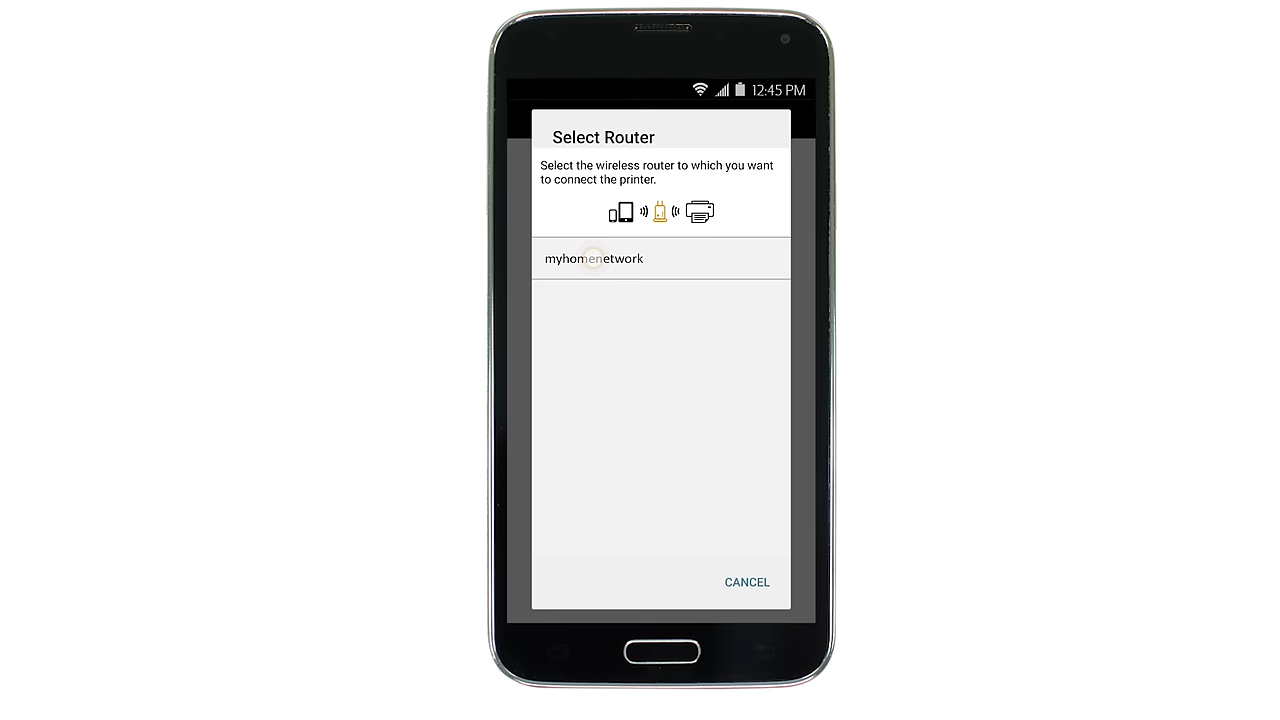 12:45 PM
Select Router
Select the wireless router to which you want
to connect the printer.
myhomenetwork
CANCEL